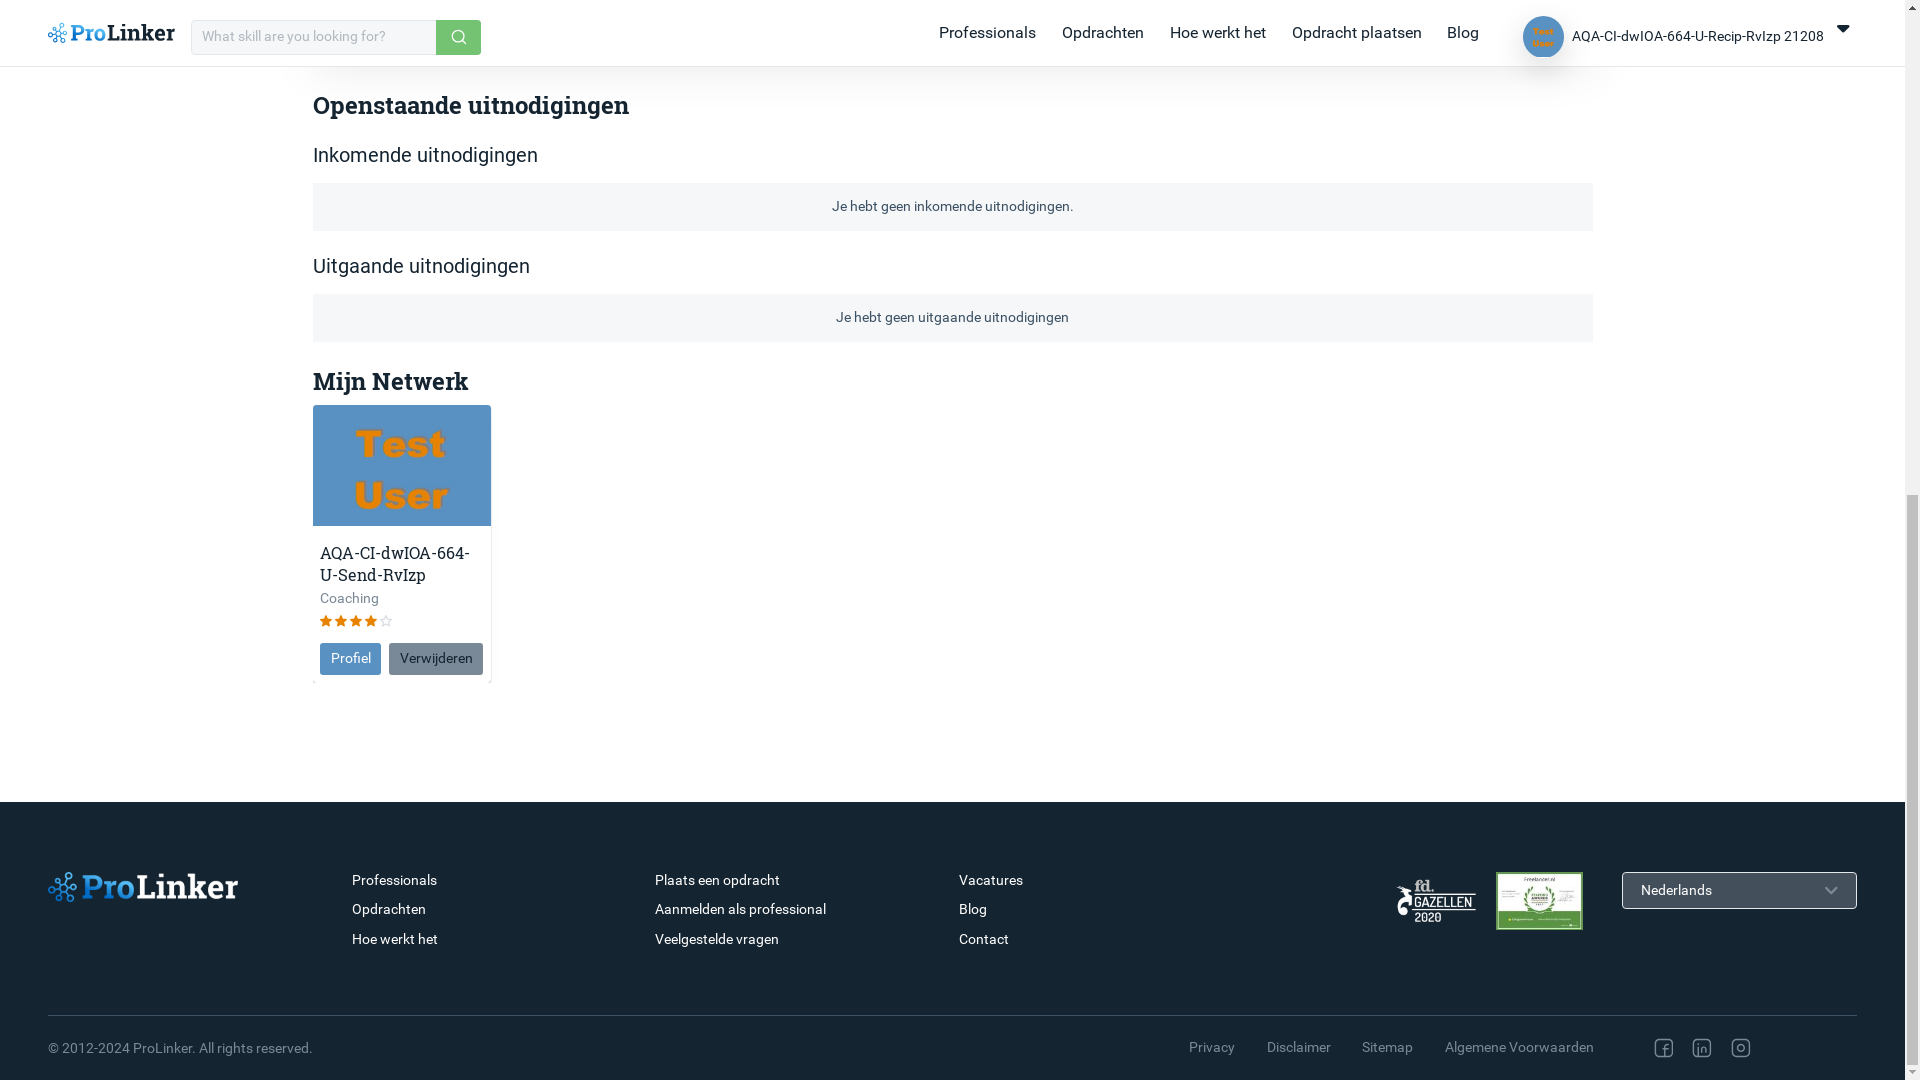 ProLinker
What skill are you looking for?
Professionals
Opdrachten
Hoe werkt het
Opdracht plaatsen
Blog
Test
User
AQA-CI-dwIOA-664-U-Recip-RvIzp 21208
Openstaande uitnodigingen
Inkomende uitnodigingen
Je hebt geen inkomende uitnodigingen.
Uitgaande uitnodigingen
Je hebt geen uitgaande uitnodigingen
Mijn Netwerk
Test
User
AQA-CI-dwIOA-664-
U-Send-RvIzp
Coaching
Profiel
Verwijderen
ProLinker
Professionals
Opdrachten
Hoe werkt het
Plaats een opdracht
Aanmelden als professional
Veelgestelde vragen
Vacatures
Blog
Contact
fd.
GAZELLEN
2020
Freelancer.nl
Nederlands
© 2012-2024 ProLinker. All rights reserved.
Privacy
Disclaimer
Sitemap
Algemene Voorwaarden